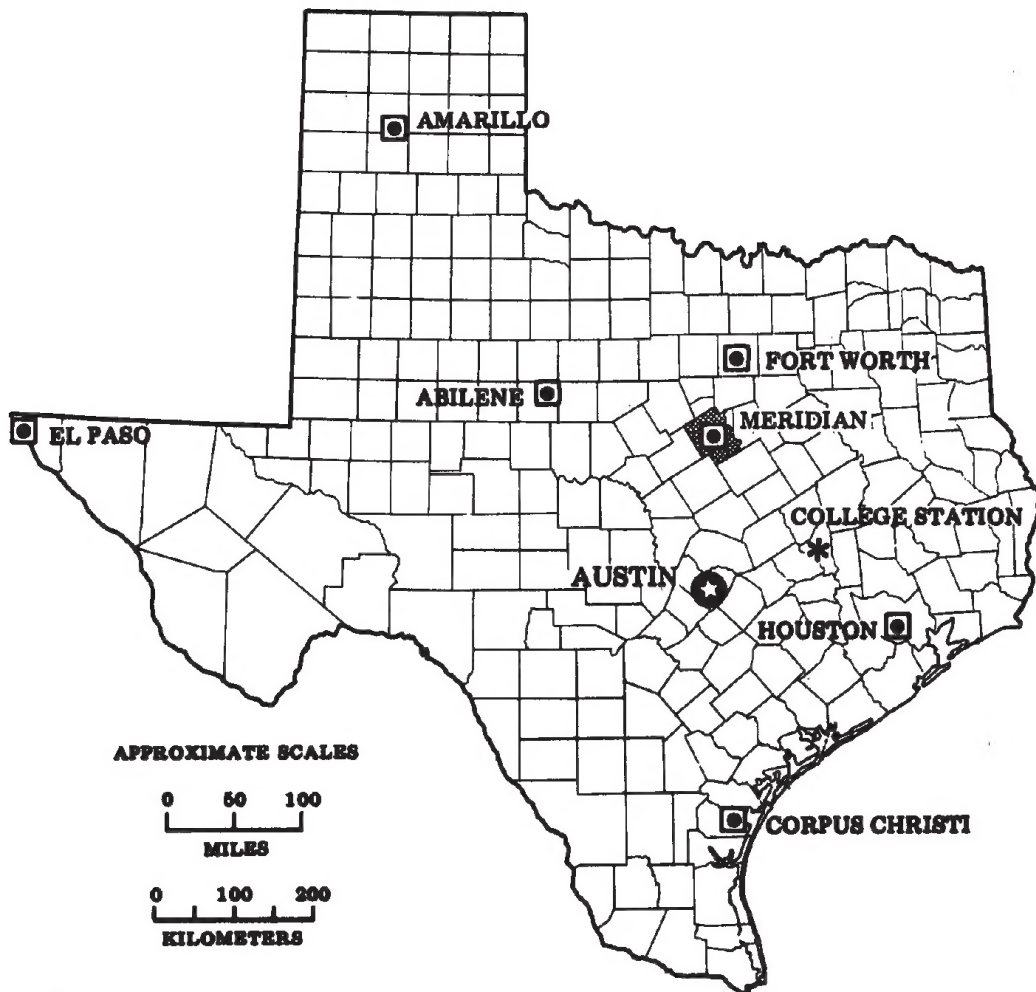 AMARILLO
FORT WORTH
ABILENE
MERIDIAN
EL PASO
COLLEGE STATION
AUSTIN
HOUSTON
APPROXIMATE SCALES
0 50 100
MILES
CORPUS CHRISTI
0 100 200
KILOMETERS